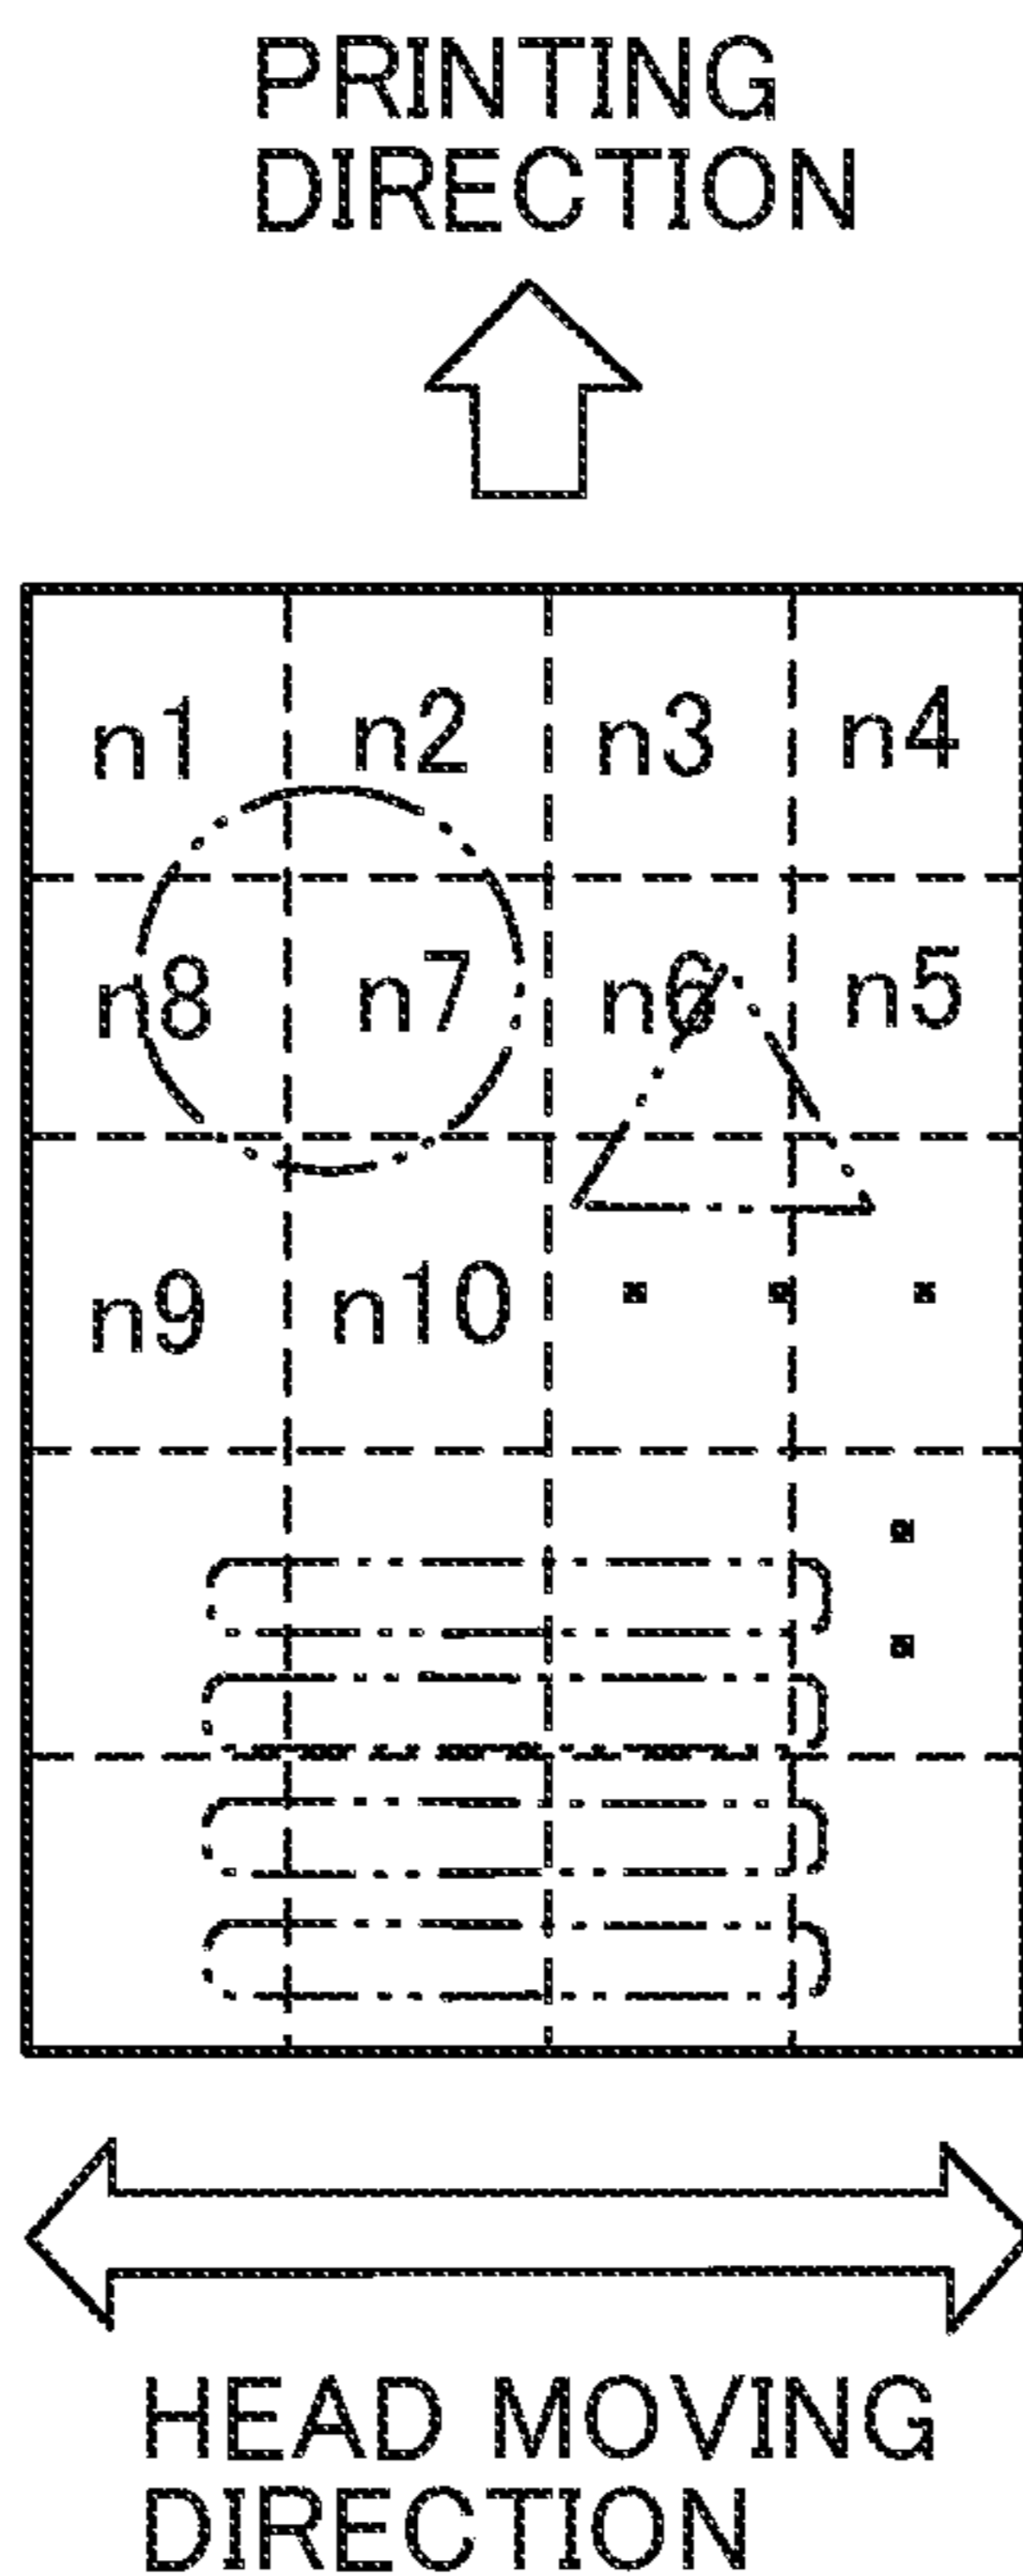 PRINTING
DIRECTION
n1 n2 n3 n4
n8 n7 n6 n5
n9 n10
HEAD MOVING
DIRECTION